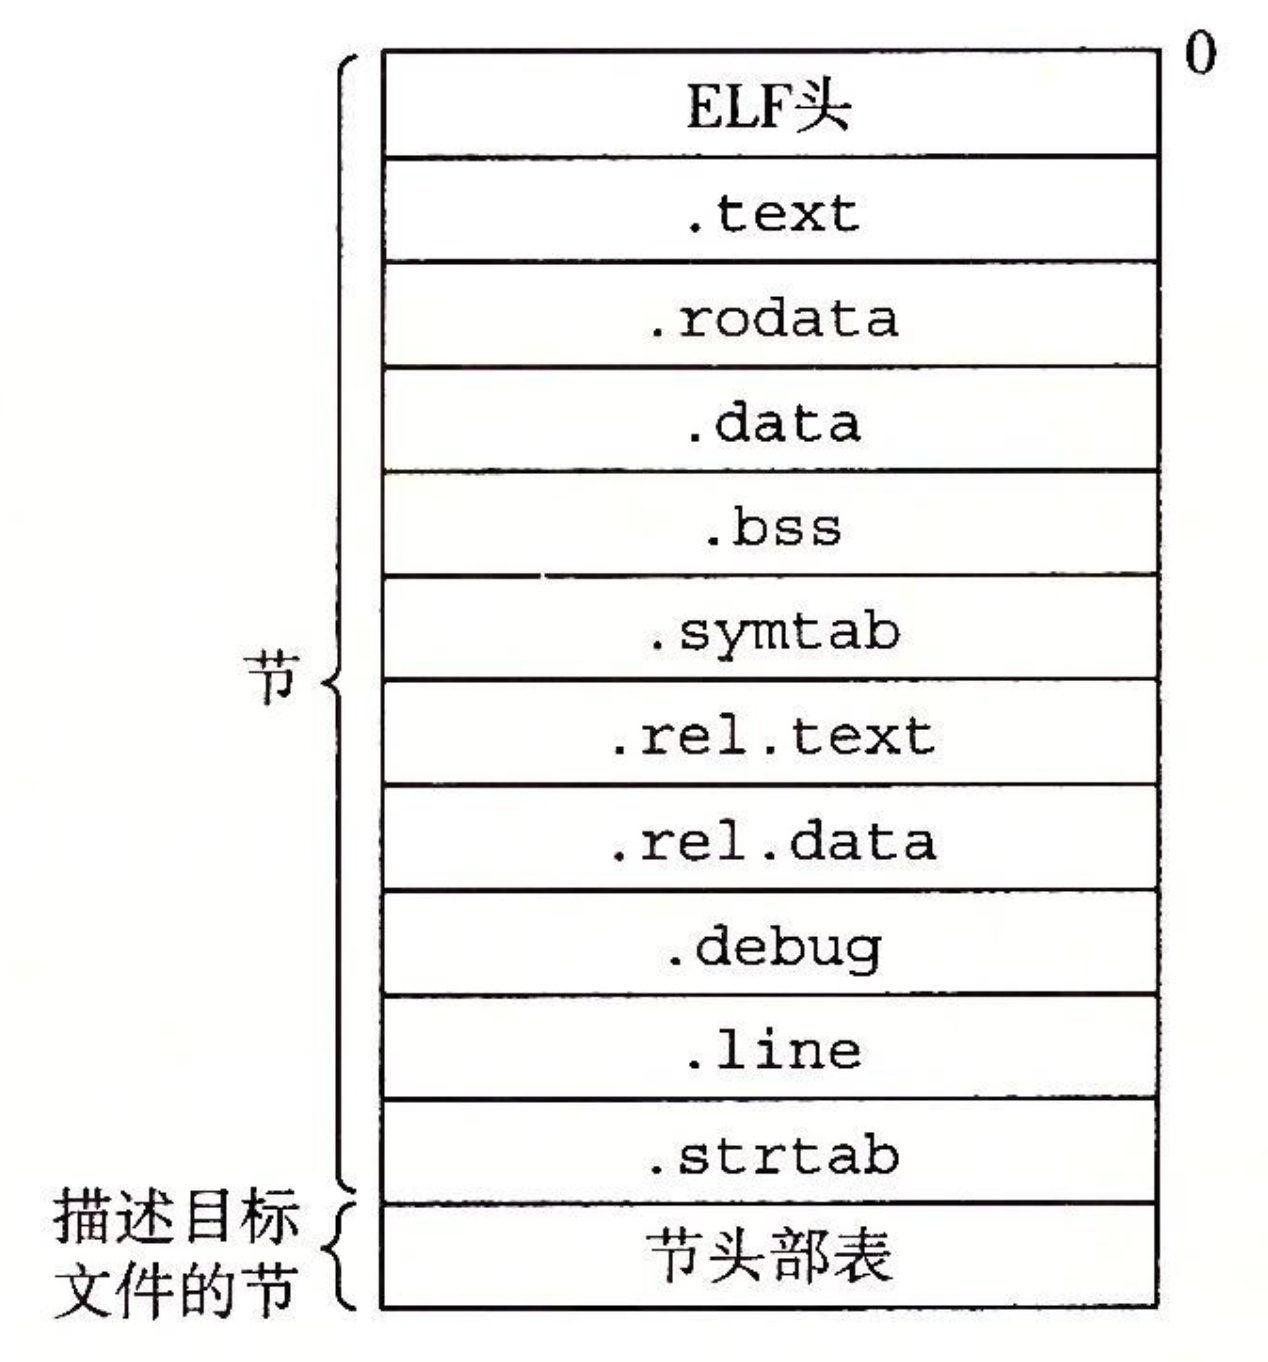 0
ELF头
.text
.rodata
.data
.bss
.symtab
节
.rel.text
.rel.data
.debug
.line
.strtab
描述目标
文件的节
节头部表